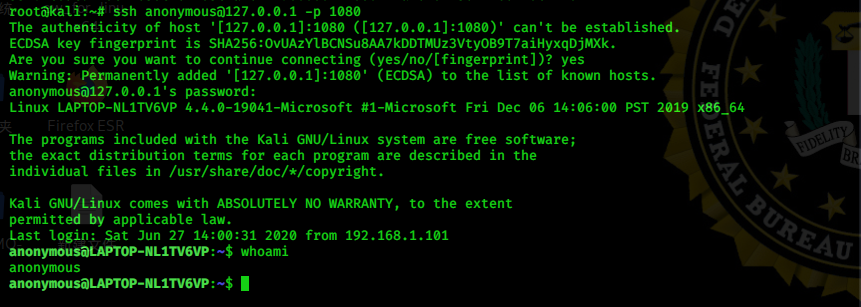 root@kali:~# ssh anonymous@127.0.0.1 -p 1080
The authenticity of host '[127.0.0.1]:1080 ([127.0.0.1]:1080)' can't be established.
ECDSA key fingerprint is SHA256:OvUAzYlBCNSu8AA7kDDTMUz3VtyOB9T7aiHyxqDjMXk.
Are you sure you want to continue connecting (yes/no/[fingerprint])? yes
Warning: Permanently added '[127.0.0.1]:1080' (ECDSA) to the list of known hosts.
anonymous@127.0.0.1's password:
Linux LAPTOP-NL1TV6VP 4.4.0-19041-Microsoft #1-Microsoft Fri Dec 06 14:06:00 PST 2019 x86_64
Firefox ESR
The programs included with the Kali GNU/Linux system are free software;
the exact distribution terms for each program are described in the
individual files in /usr/share/doc/*/copyright.
Kali GNU/Linux comes with ABSOLUTELY NO WARRANTY, to the extent
permitted by applicable law.
Last login: Sat Jun 27 14:00:31 2020 from 192.168.1.101
anonymous@LAPTOP-NL1TV6VP:~$ whoami
anonymous
anonymous@LAPTOP-NL1TV6VP:~$
FEDERAL BUREAU
FIDELITY